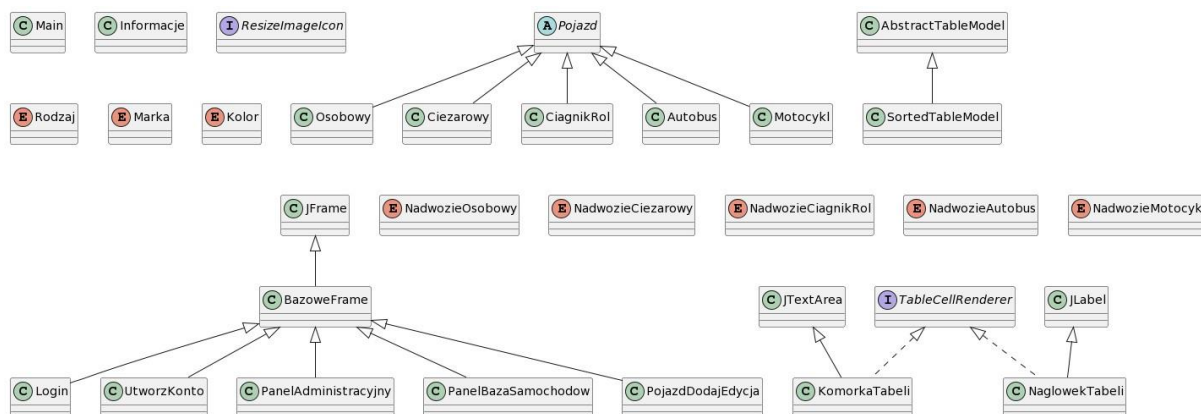 C Main
C Informacje
I ResizeImageIcon
A Pojazd
C AbstractTableModel
E Rodzaj
E Marka
E Kolor
C Osobowy
C Ciezarowy
C CiagnikRol
C Autobus
C Motocykl
C SortedTableModel
C JFrame
E NadwozieOsobowy
E NadwozieCiezarowy
E NadwozieCiagnikRol
E NadwozieAutobus
E NadwozieMotocyk
C BazoweFrame
C JTextArea
I TableCellRenderer
C JLabel
C Login
C UtworzKonto
C PanelAdministracyjny
C PanelBazaSamochodow
C PojazdDodajEdycja
C KomorkaTabeli
C NaglowekTabeli